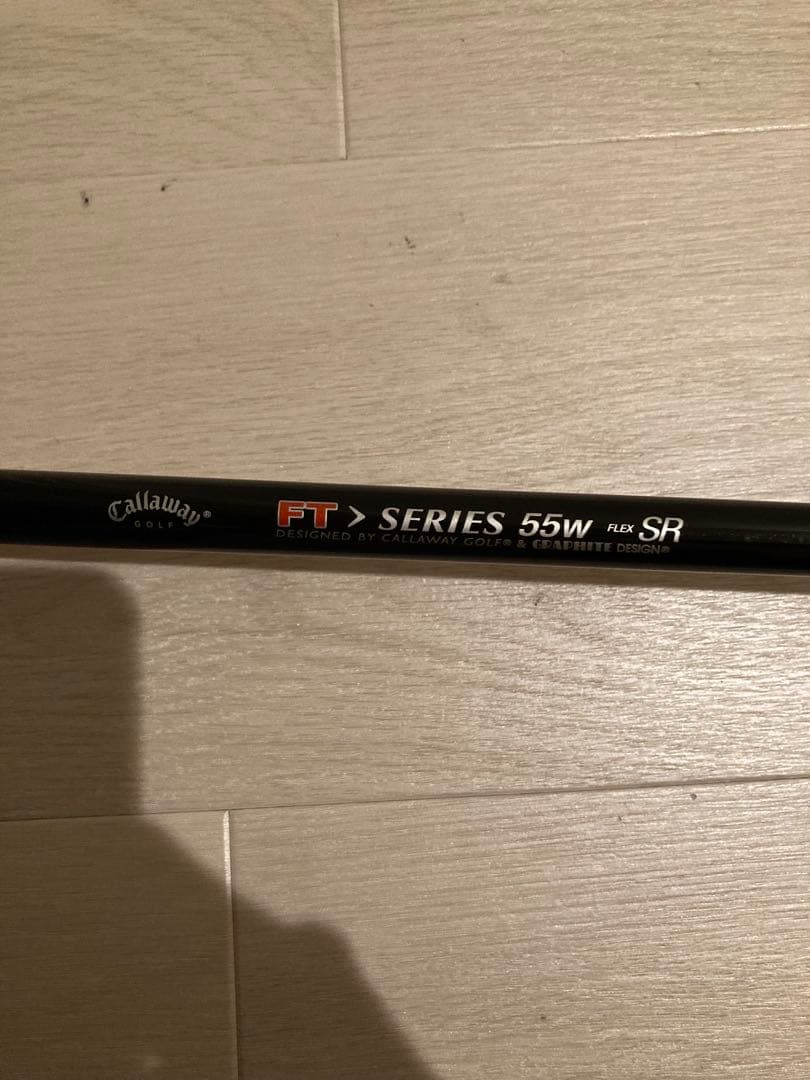 Callaway®
GOLF
FT > SERIES 55w FLEX SR
DESIGNED BY CALLAWAY GOLF® & GRAPHITE DESIGN®